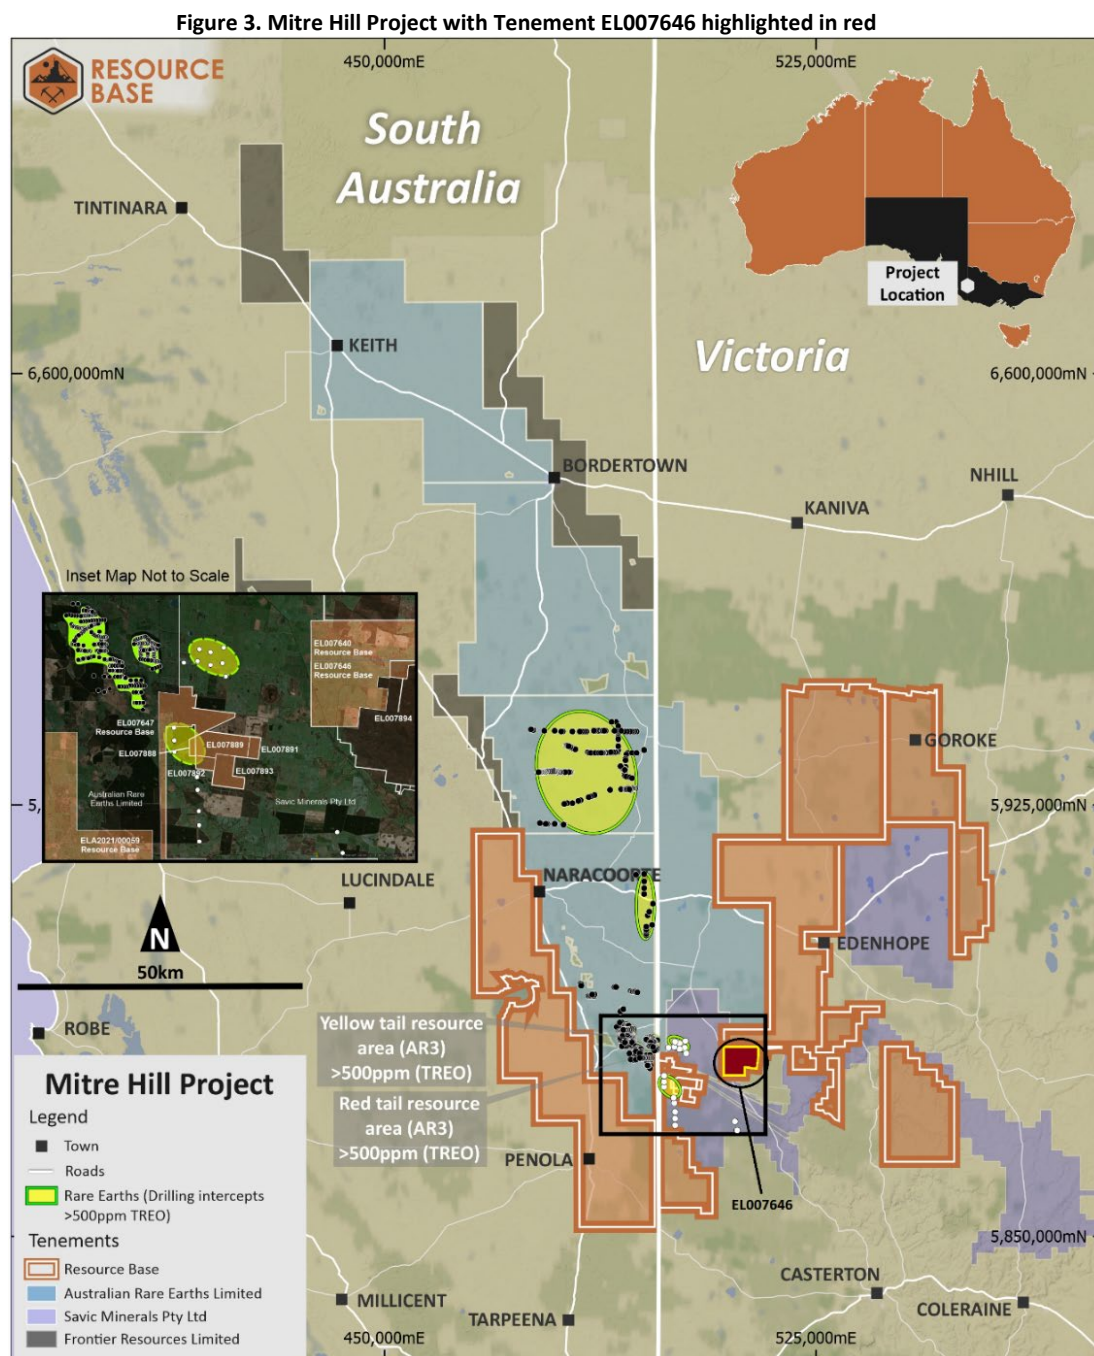 Figure 3. Mitre Hill Project with Tenement EL007646 highlighted in red
450,000mE
525,000mE
RESOURCE
BASE
South
Australia
TINTINARA
Project
Location
KEITH
Victoria
6,600,000mN
6,600,000mN
BORDERTOWN
NHILL
KANIVA
Inset Map Not to Scale
EL007640
Resource Base
EL007646
Resource Base
EL007894
EL007647
Resource Base
EL007888
EL007889
EL007891
EL007892
EL007893
Australian Rare
Earths Limited
Savic Minerals Pty Ltd
ELA2021/00059
Resource Base
GOROKE
5,
5,925,000mN
LUCINDALE
NARACOORTE
EDENHOPE
N
50km
ROBE
Yellow tail resource
area (AR3)
>500ppm (TREO)
Red tail resource
area (AR3)
>500ppm (TREO)
PENOLA
EL007646
Mitre Hill Project
Legend
Town
Roads
Rare Earths (Drilling intercepts
>500ppm TREO)
Tenements
Resource Base
Australian Rare Earths Limited
Savic Minerals Pty Ltd
Frontier Resources Limited
5,850,000mN
CASTERTON
COLERAINE
MILLICENT
TARPEENA
450,000mE
525,000mE